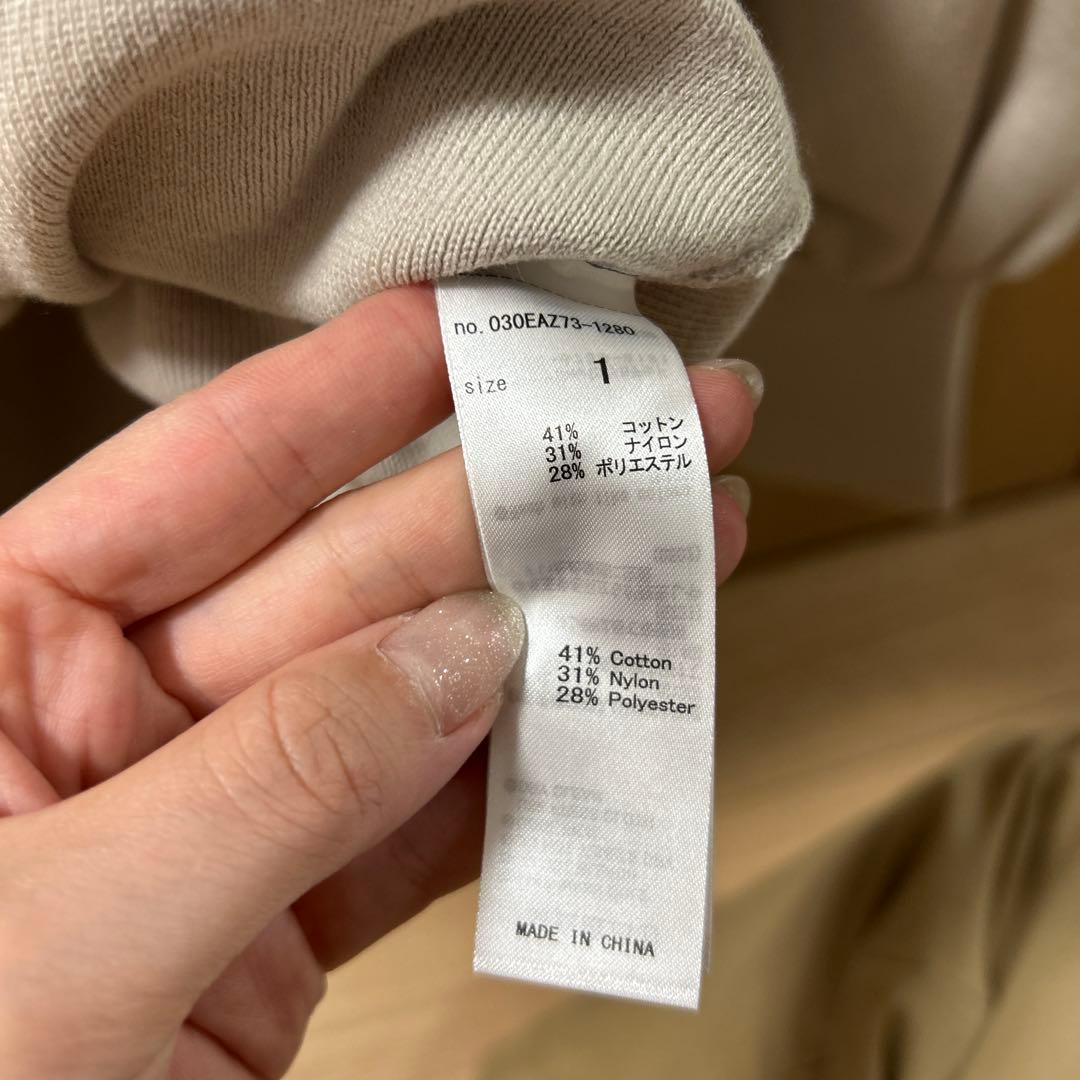 no. 030EAZ73-1280
size 1
41% コットン
31% ナイロン
28% ポリエステル
41% Cotton
31% Nylon
28% Polyester
MADE IN CHINA